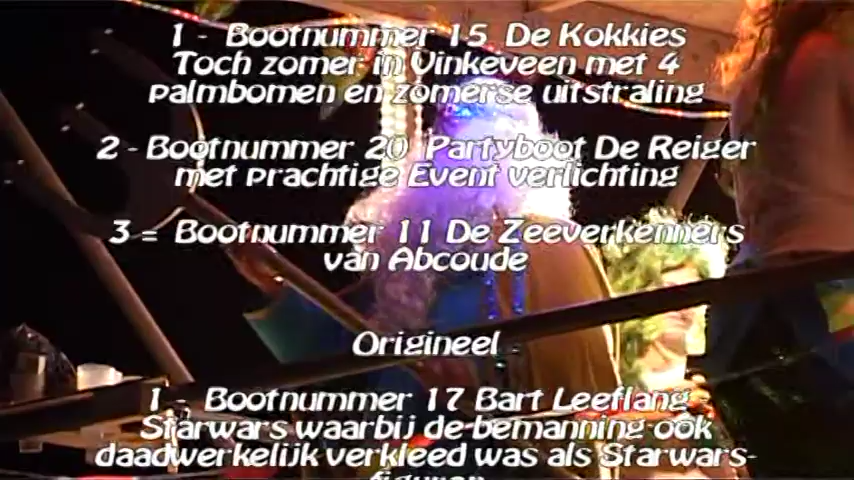 1 - Bootnummer 15 De Kokkies
Toch zomer in Vinkeveen met 4
palmbomen en zomerse uitstraling
2 - Bootnummer 20 Partyboot De Reiger
met prachtige Event verlichting
3 = Bootnummer 11 De Zeeverkenners
van Abcoude
Origineel
1 - Bootnummer 17 Bart Leeflang
Starwars waarbij de bemanning ook
daadwerkelijk verkleed was als Starwars-
figuren